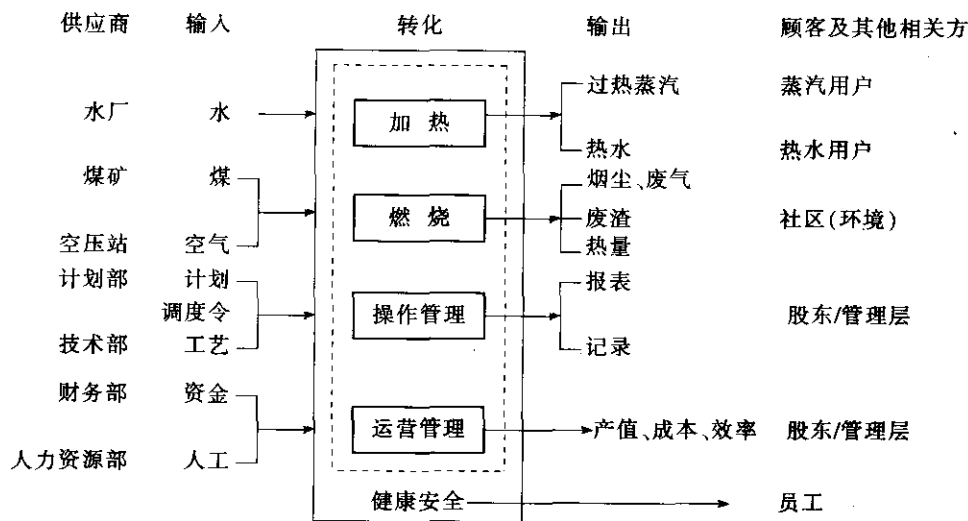 供应商 输入 转化 输出 顾客及其他相关方
过热蒸汽 蒸汽用户
水厂 水 加热
热水 热水用户
煤矿 煤 烟尘、废气
燃烧 废渣 社区(环境)
空压站 空气 热量
计划部 计划 报表
调度令 操作管理 股东/管理层
技术部 工艺 记录
财务部 资金
运营管理 产值、成本、效率 股东/管理层
人力资源部 人工
健康安全 员工